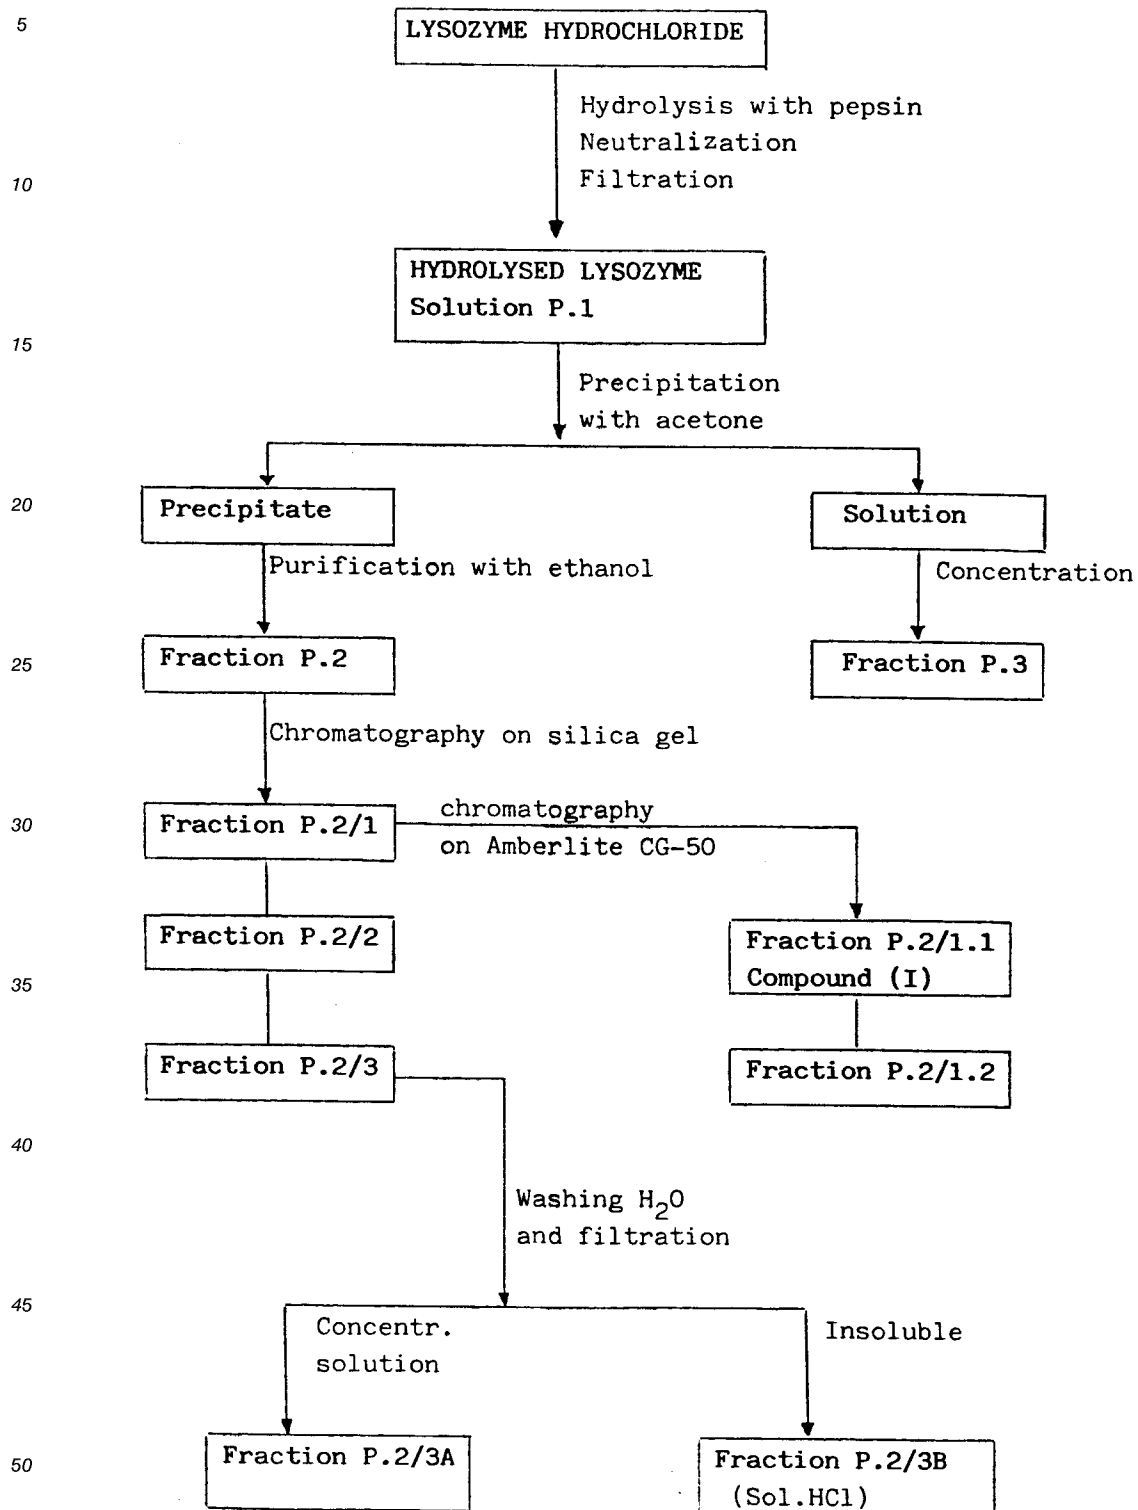 5
LYSOZYME HYDROCHLORIDE
Hydrolysis with pepsin
Neutralization
10
Filtration
HYDROLYSED LYSOZYME
Solution P.1
15
Precipitation
with acetone
20
Precipitate
Solution
Purification with ethanol
Concentration
25
Fraction P.2
Fraction P.3
Chromatography on silica gel
30
Fraction P.2/1
chromatography
on Amberlite CG-50
Fraction P.2/2
Fraction P.2/1.1
35
Compound (I)
Fraction P.2/3
Fraction P.2/1.2
40
Washing H2O
and filtration
45
Concentr.
solution
Insoluble
Fraction P.2/3A
50
Fraction P.2/3B
(Sol.HCl)